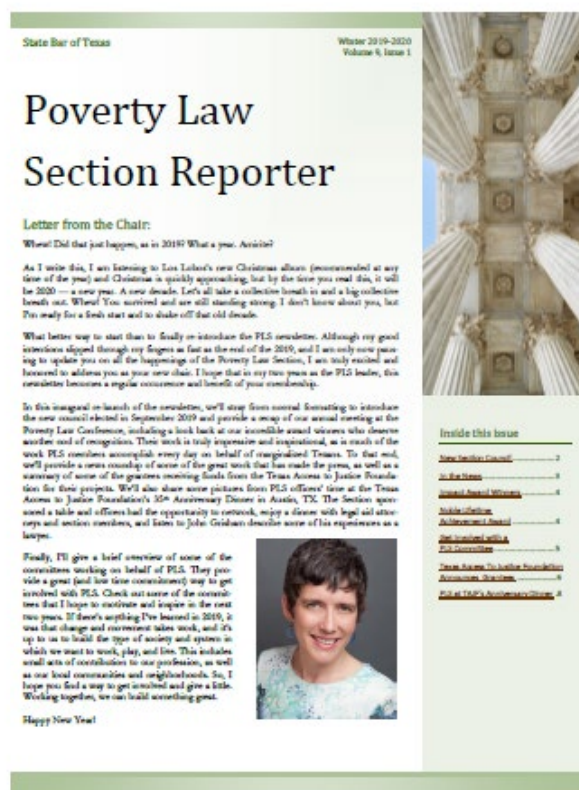 State Bar of Texas
Winter 2019-2020
Volume 9, Issue 1
Poverty Law
Section Reporter
Letter from the Chair:
Whew! Did that just happen, as in 2019? What a year. Amirite?
As I write this, I am listening to Los Lobos's new Christmas album (recommended at any
time of the year) and Christmas is quickly approaching, but by the time you read this, it will
be 2020 — a new year. A new decade. Let's all take a collective breath in and a big collective
breath out. Whew! You survived and are still standing strong. I don't know about you, but
I'm ready for a fresh start and to shake off that old decade.
What better way to start than to finally re-introduce the PLS newsletter. Although my good
intentions slipped through my fingers as fast as the end of the 2019, and I am only now paus-
ing to update you on all the happenings of the Poverty Law Section, I am truly excited and
honored to address you as your new chair. I hope that in my two years as the PLS leader, this
newsletter becomes a regular occurrence and benefit of your membership.
In this inaugural re-launch of the newsletter, we'll stray from normal formatting to introduce
the new council elected in September 2019 and provide a recap of our annual meeting at the
Poverty Law Conference, including a look back at our incredible award winners who deserve
another nod of recognition. Their work is truly impressive and inspirational, as is much of the
work PLS members accomplish every day on behalf of marginalized Texans. To that end,
we'll provide a news roundup of some of the great work that has made the press, as well as a
summary of some of the grantees receiving funds from the Texas Access to Justice Founda-
tion for their projects. We'll also share some pictures from PLS officers' time at the Texas
Access to Justice Foundation's 35th Anniversary Dinner in Austin, TX. The Section spon-
sored a table and officers had the opportunity to network, enjoy a dinner with legal aid attor-
neys and section members, and listen to John Grisham describe some of his experiences as a
lawyer.
Finally, I'll give a brief overview of some of the
committees working on behalf of PLS. They pro-
vide a great (and low time commitment) way to get
involved with PLS. Check out some of the commit-
tees that I hope to motivate and inspire in the next
two years. If there's anything I've learned in 2019, it
was that change and movement takes work, and it's
up to us to build the type of society and system in
which we want to work, play, and live. This includes
small acts of contribution to our profession, as well
as our local communities and neighborhoods. So, I
hope you find a way to get involved and give a little.
Working together, we can build something great.
Happy New Year!
Inside this issue
New Section Council 2
In the News 3
Impact Award Winners 4
Noble Lifetime
Achievement Award 4
Get Involved with a
PLS Committee 5
Texas Access To Justice Foundation
Announces Grantees 6
PLS at TAJF's Anniversary Dinner 8